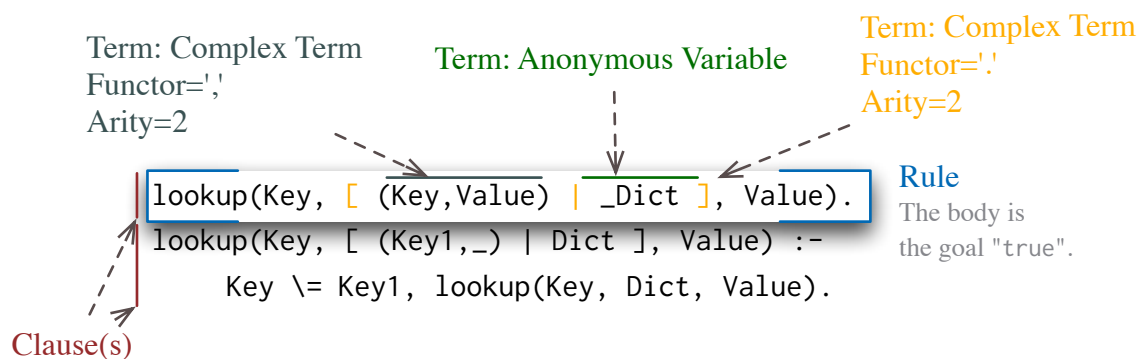 Term: Complex Term
Functor=','
Arity=2
Term: Anonymous Variable
Term: Complex Term
Functor='.'
Arity=2
lookup(Key, [ (Key,Value) | _Dict ], Value).
lookup(Key, [ (Key1,_) | Dict ], Value) :-
Key \= Key1, lookup(Key, Dict, Value).
Rule
The body is
the goal "true".
Clause(s)